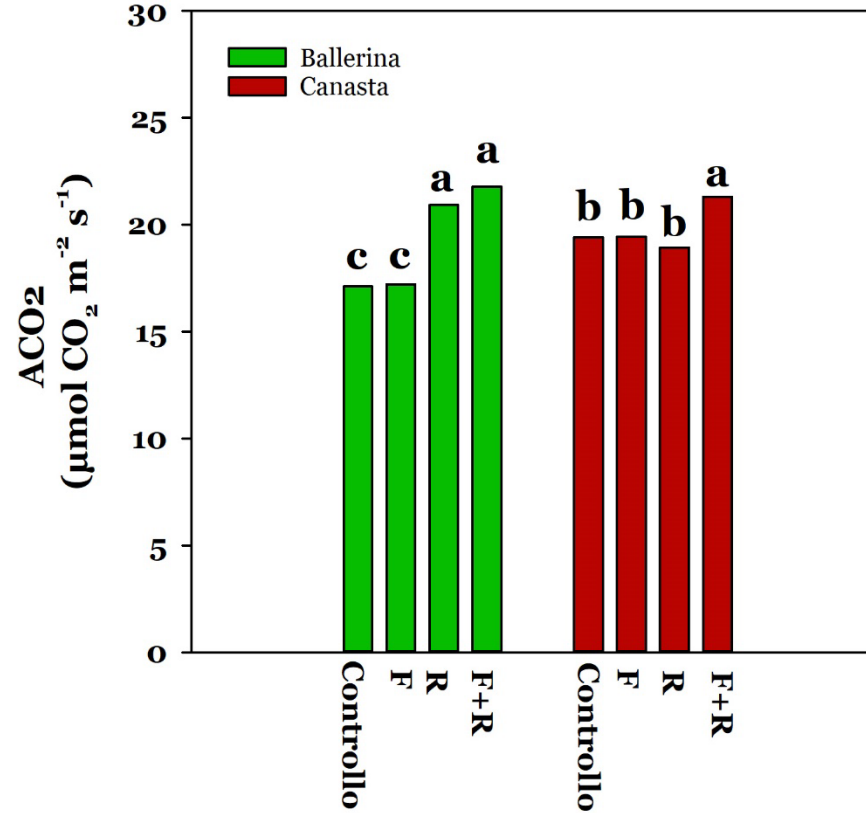 30
25
20
15
10
5
0
ACO2
(µmol CO₂ m⁻² s⁻¹)
Ballerina
Canasta
c c a a b b b a
Controllo F R F+R Controllo F R F+R